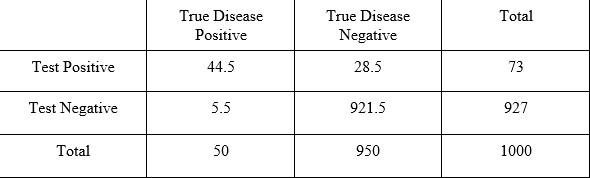 True Disease Positive
True Disease Negative
Total
Test Positive
44.5
28.5
73
Test Negative
5.5
921.5
927
Total
50
950
1000